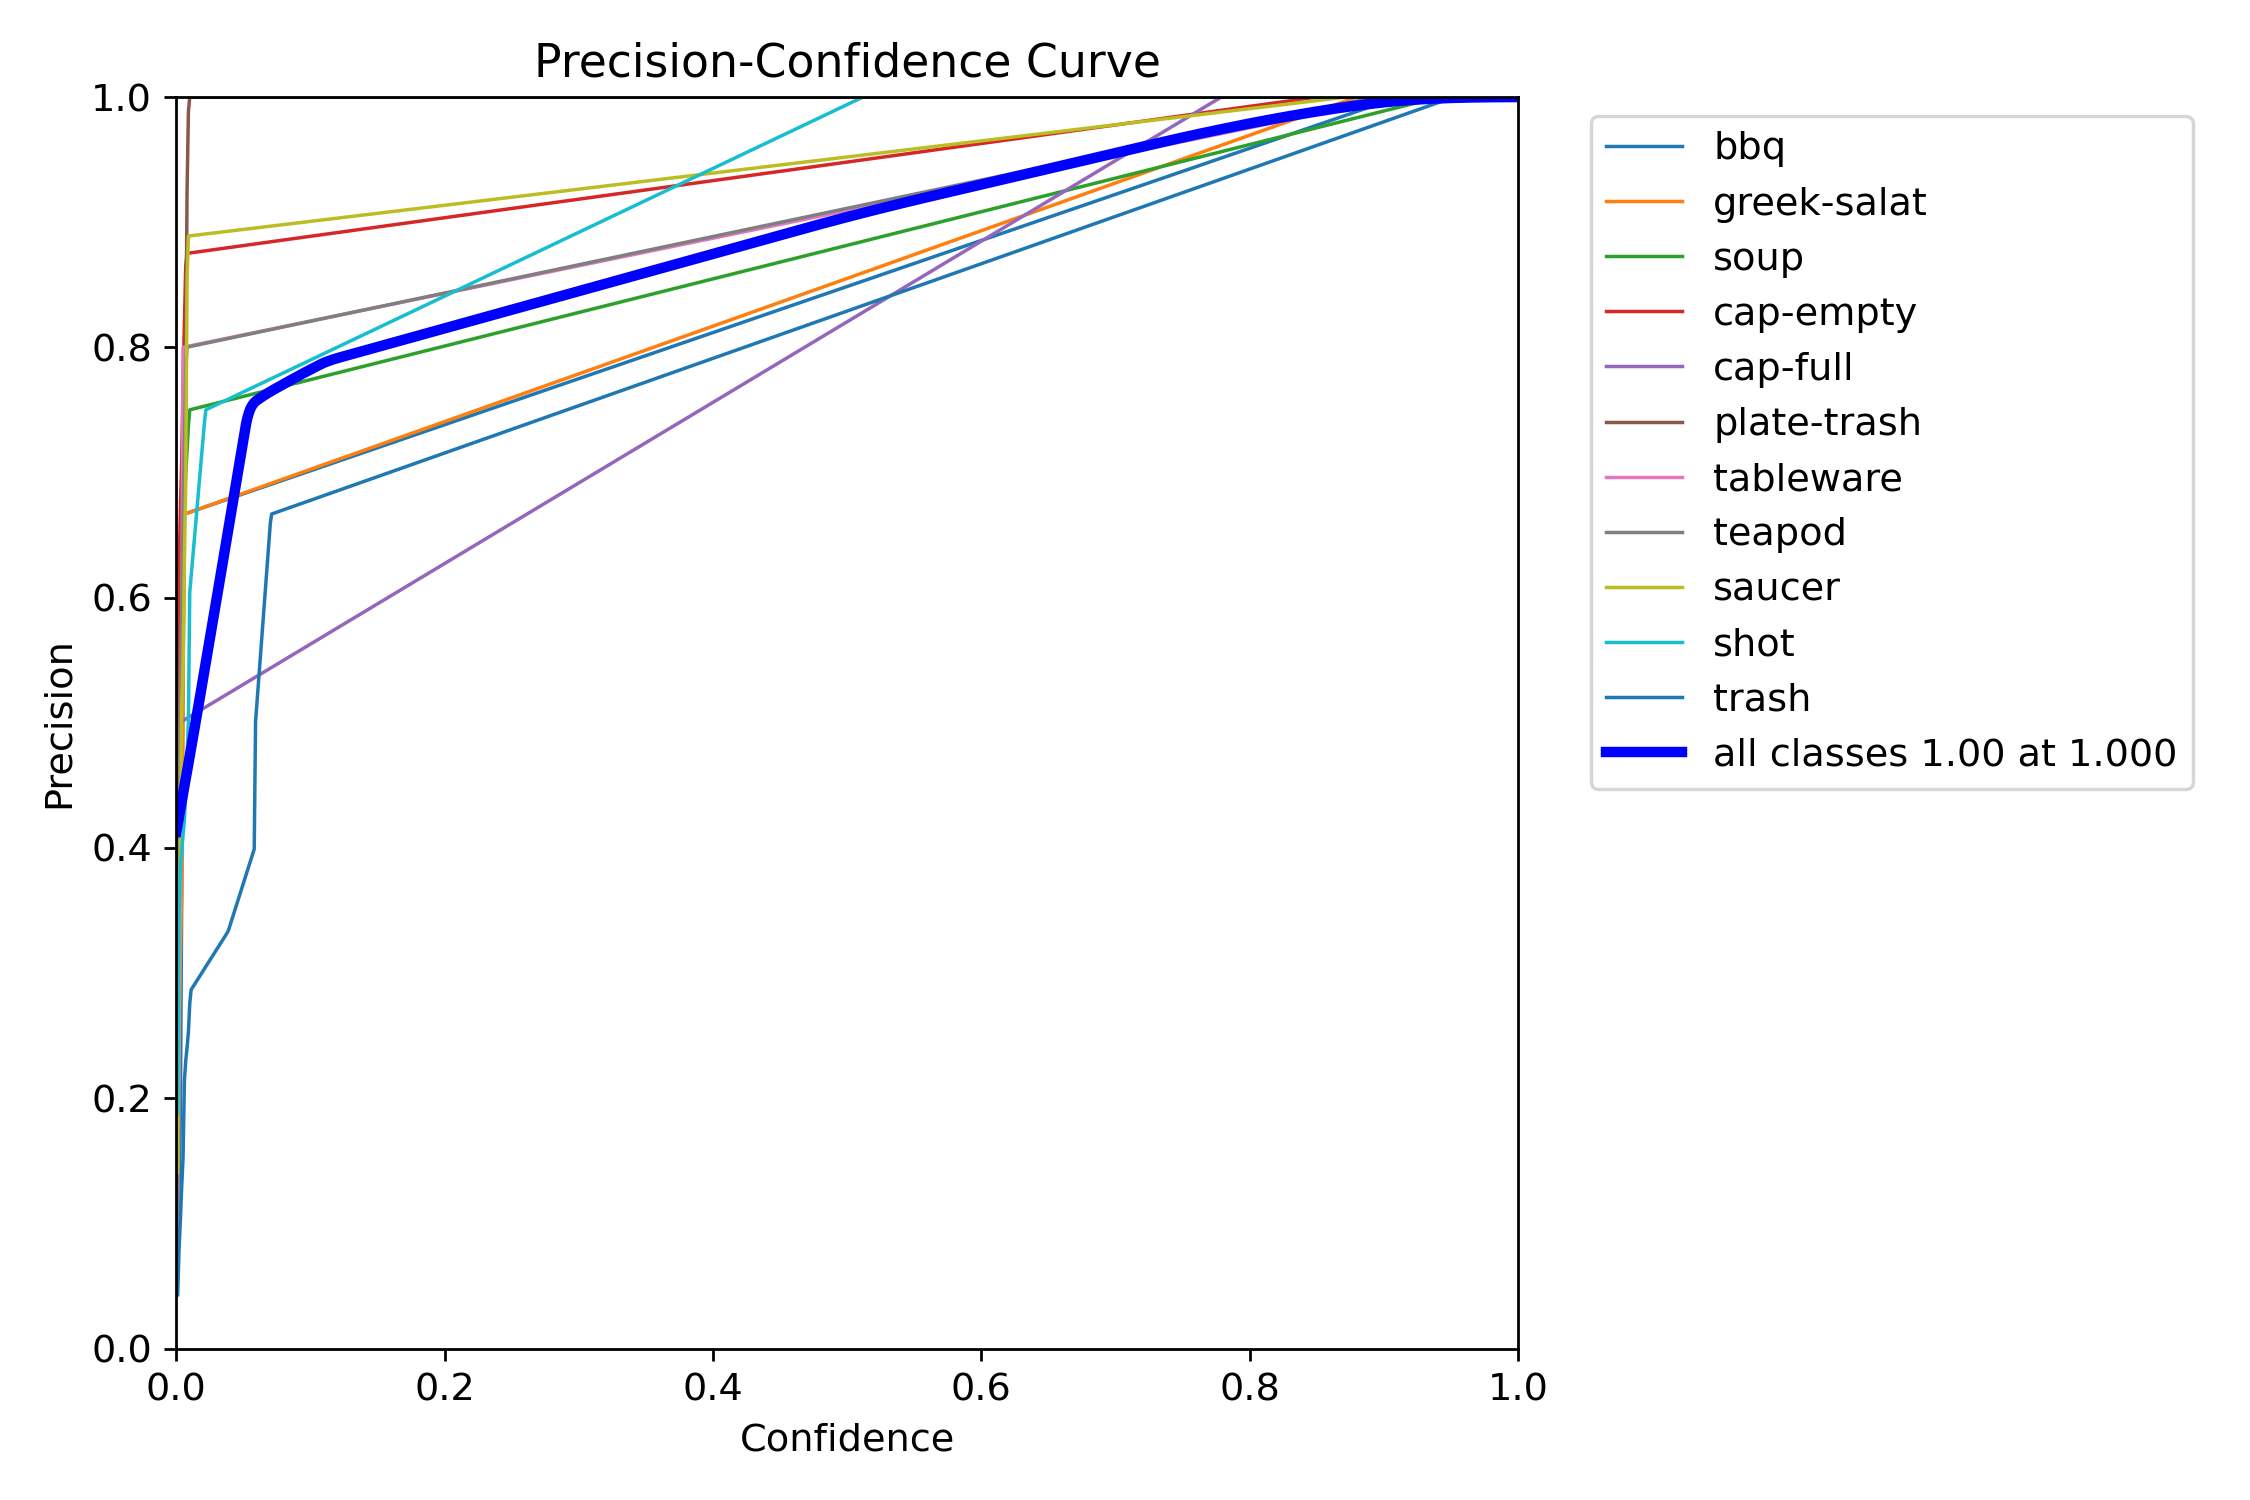 Precision-Confidence Curve
1.0
0.8
0.6
0.4
0.2
0.0
Precision
0.0 0.2 0.4 0.6 0.8 1.0
Confidence
bbq
greek-salat
soup
cap-empty
cap-full
plate-trash
tableware
teapod
saucer
shot
trash
all classes 1.00 at 1.000